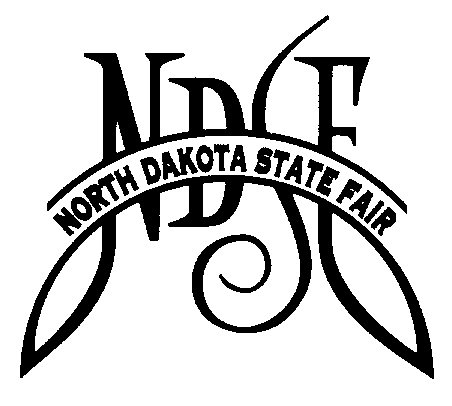 NDSF
NORTH DAKOTA STATE FAIR